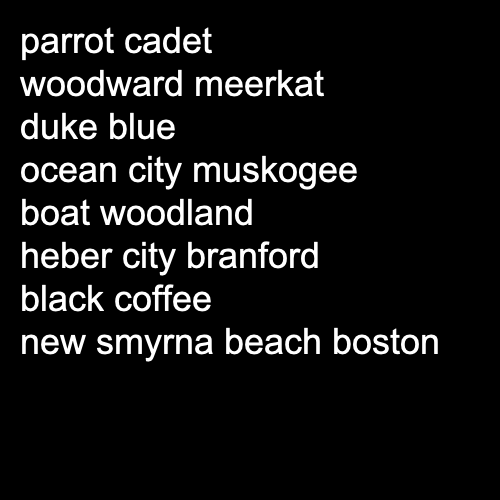 parrot cadet
woodward meerkat
duke blue
ocean city muskogee
boat woodland
heber city branford
black coffee
new smyrna beach boston